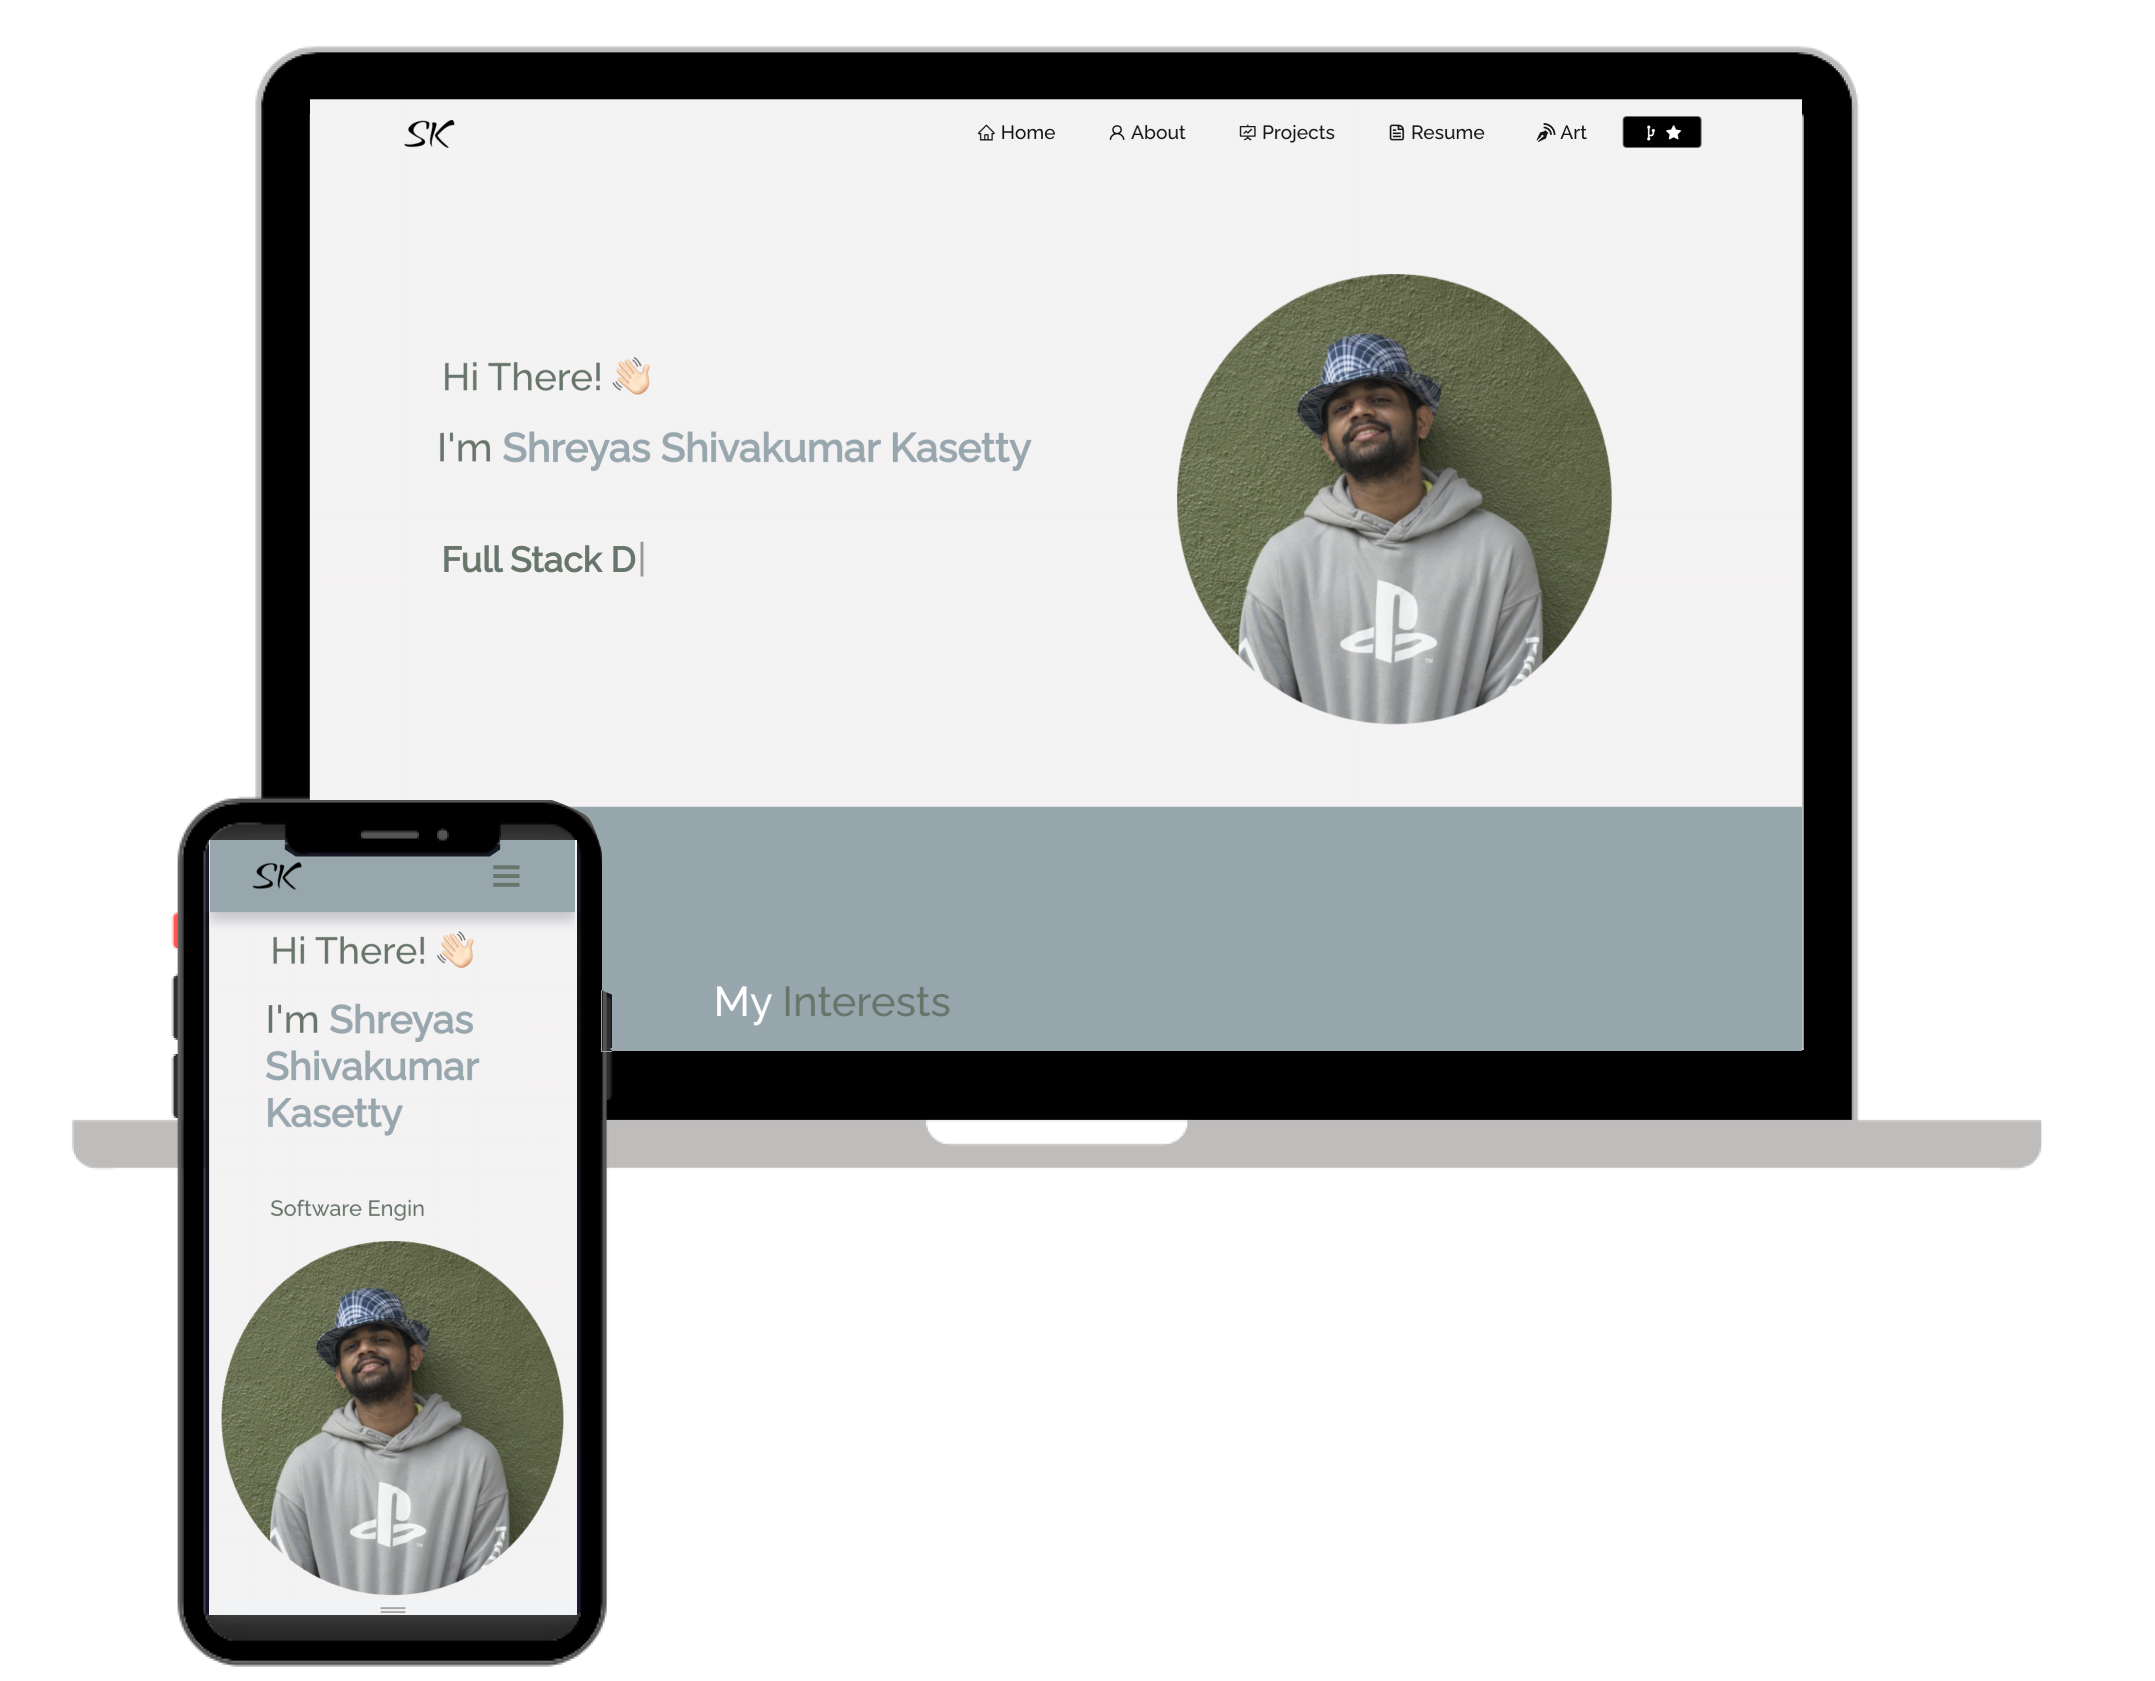 SK
Home About Projects Resume Art
Hi There! 👋🏻
I'm Shreyas Shivakumar Kasetty
Full Stack D|
My Interests
SK
Hi There! 👋🏻
I'm Shreyas
Shivakumar
Kasetty
Software Engin